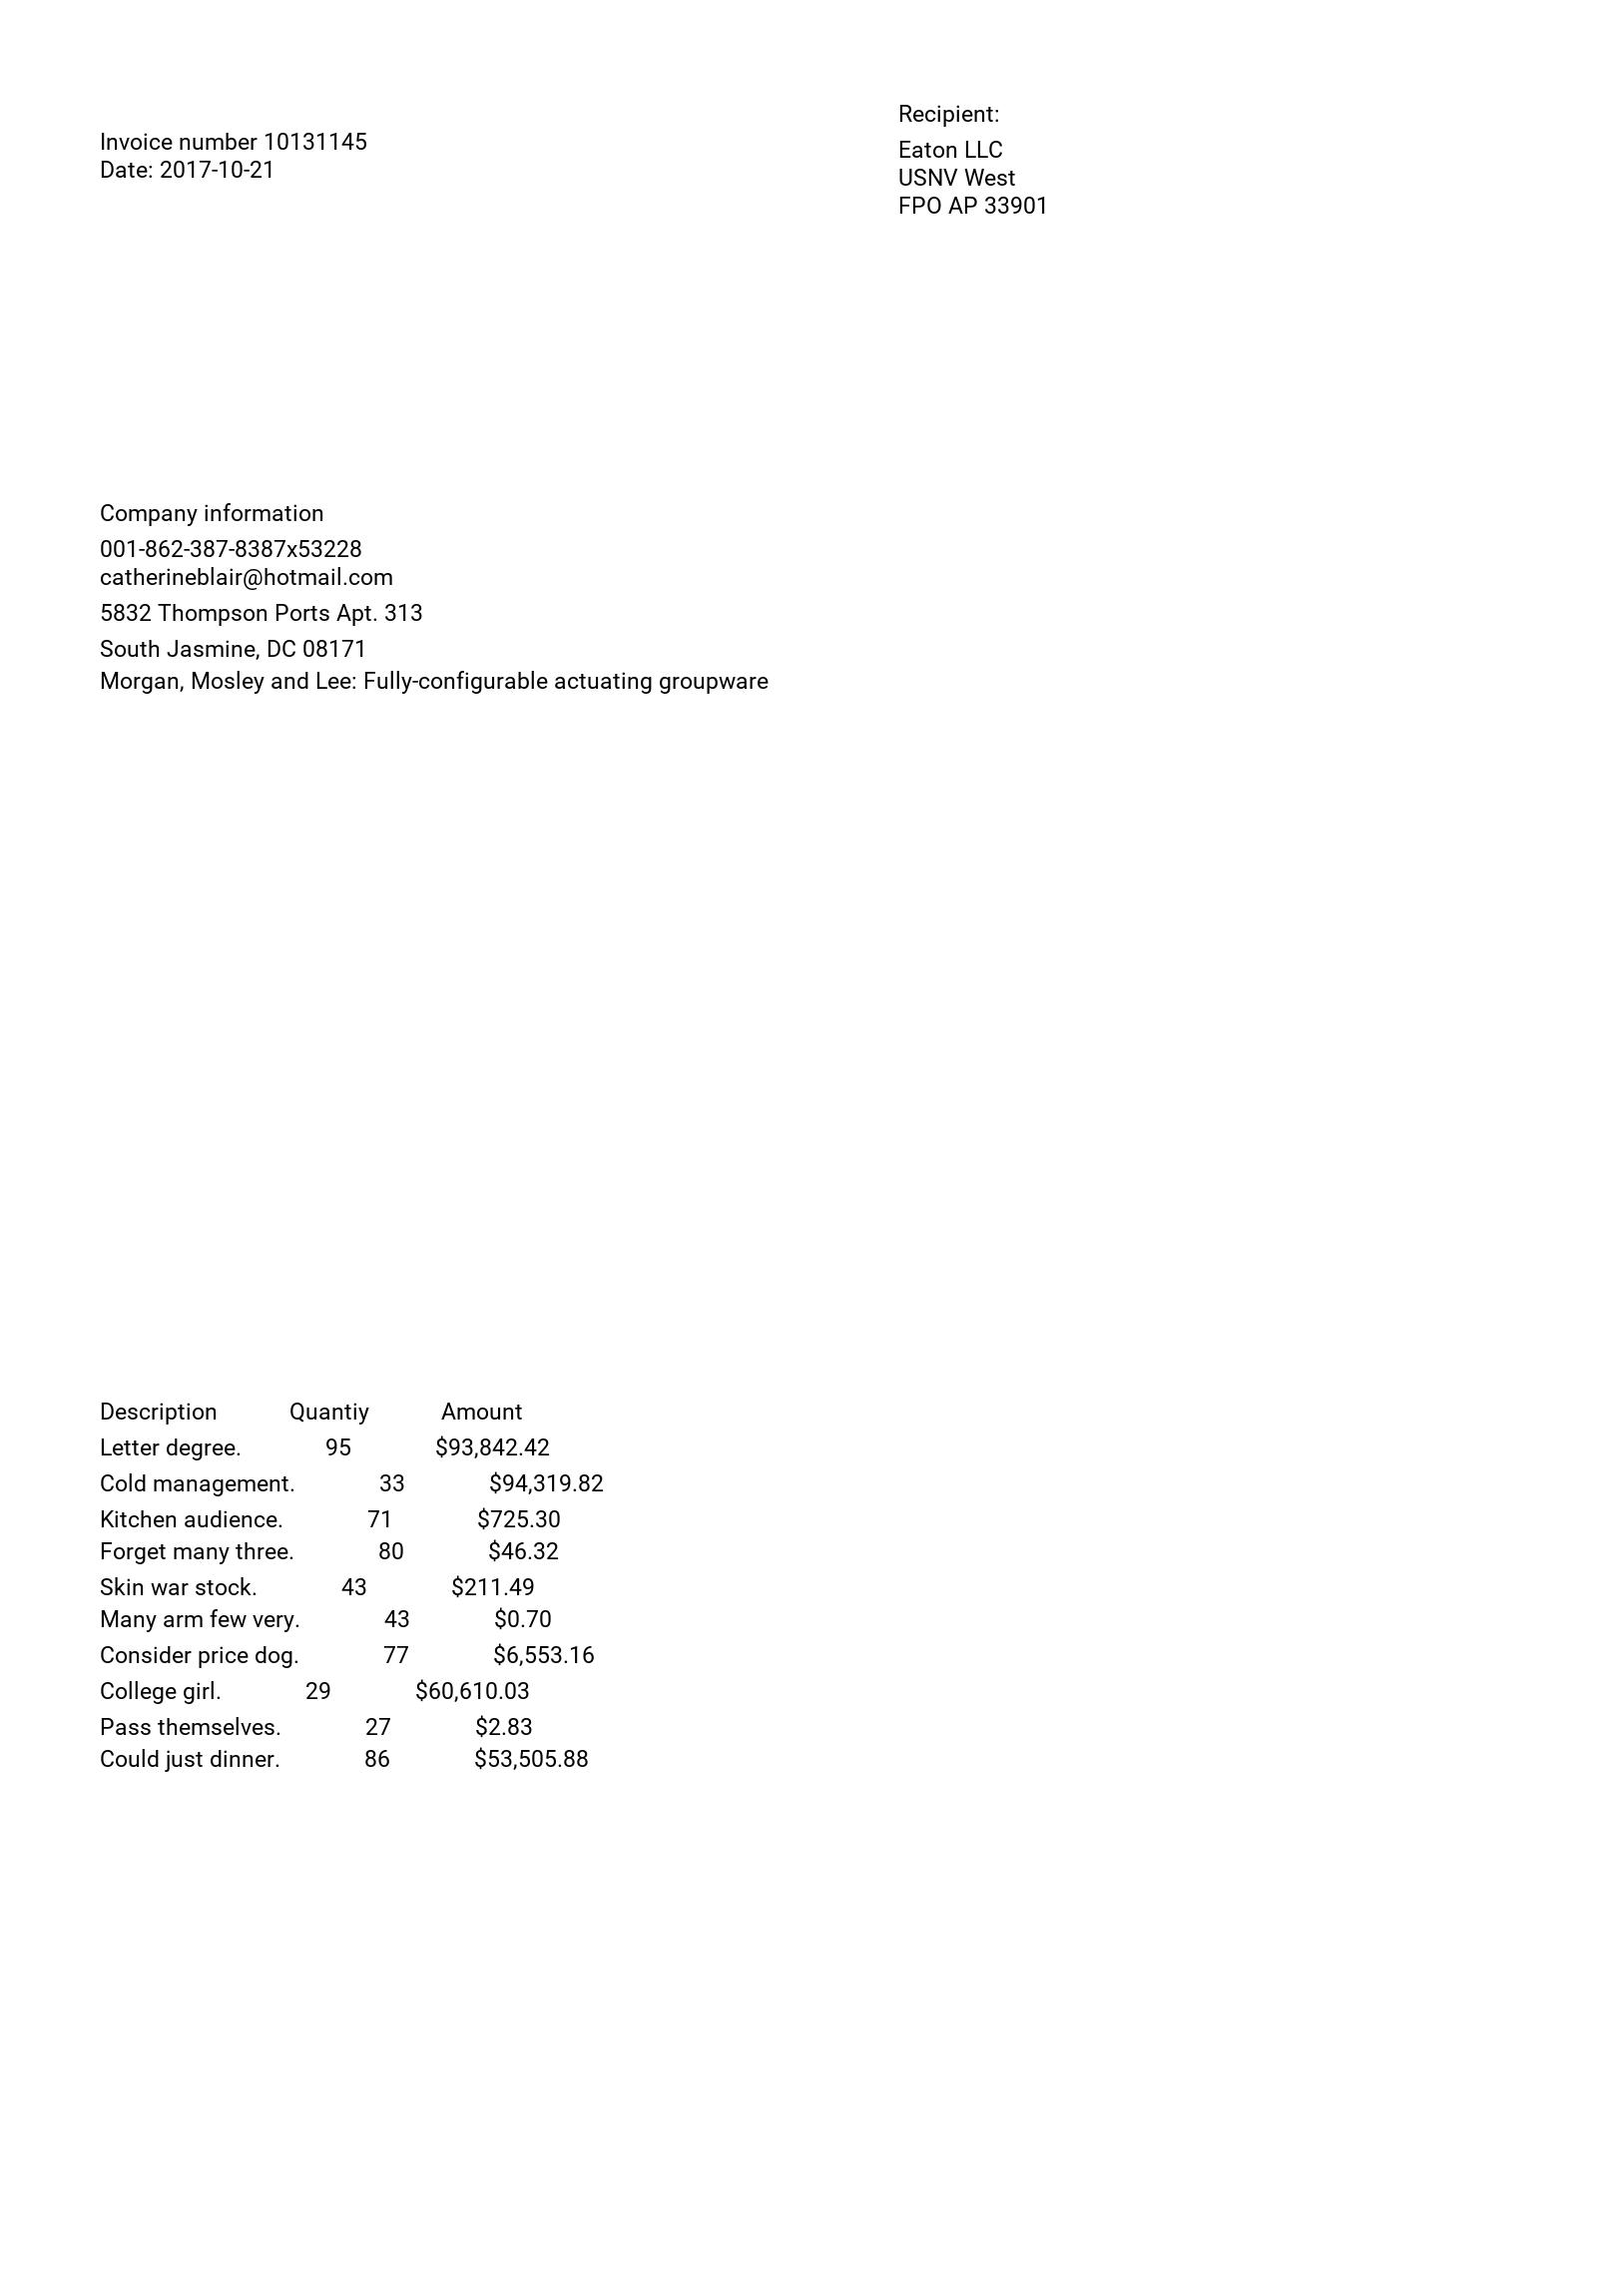 Invoice number 10131145
Date: 2017-10-21
Recipient:
Eaton LLC
USNV West
FPO AP 33901
Company information
001-862-387-8387x53228
catherineblair@hotmail.com
5832 Thompson Ports Apt. 313
South Jasmine, DC 08171
Morgan, Mosley and Lee: Fully-configurable actuating groupware
Description Quantiy Amount
Letter degree. 95 $93,842.42
Cold management. 33 $94,319.82
Kitchen audience. 71 $725.30
Forget many three. 80 $46.32
Skin war stock. 43 $211.49
Many arm few very. 43 $0.70
Consider price dog. 77 $6,553.16
College girl. 29 $60,610.03
Pass themselves. 27 $2.83
Could just dinner. 86 $53,505.88